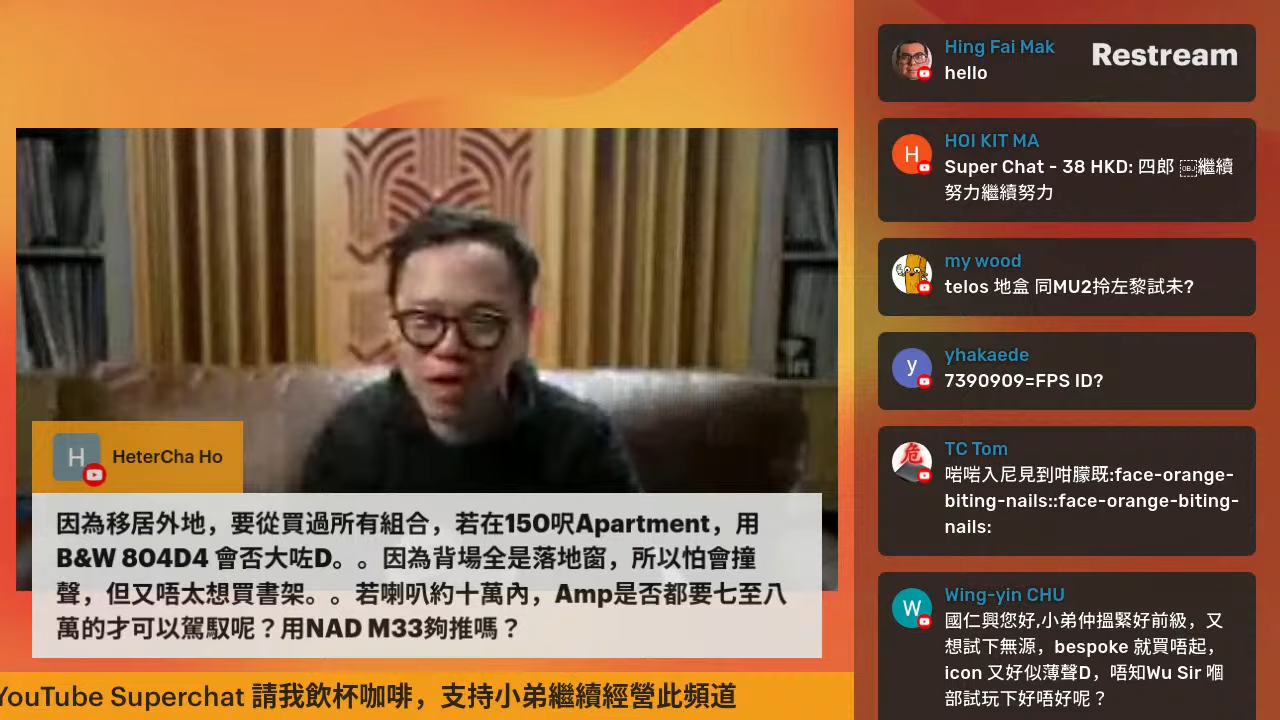 Hing Fai Mak
hello
Restream
HOI KIT MA
Super Chat - 38 HKD: 四郎 ￼繼續
努力繼續努力
my wood
telos 地盒 同MU2拎左黎試未?
yhakaede
7390909=FPS ID?
TC Tom
啱啱入尼見到咁朦既:face-orange-
biting-nails::face-orange-biting-
nails:
Wing-yin CHU
國仁興您好,小弟仲搵緊好前級，又
想試下無源，bespoke 就買唔起，
icon 又好似薄聲D，唔知Wu Sir 嗰
部試玩下好唔好呢？
HeterCha Ho
因為移居外地，要從買過所有組合，若在150呎Apartment，用
B&W 804D4 會否大咗D。。因為背場全是落地窗，所以怕會撞
聲，但又唔太想買書架。。若喇叭約十萬內，Amp是否都要七至八
萬的才可以駕馭呢？用NAD M33夠推嗎？
YouTube Superchat 請我飲杯咖啡，支持小弟繼續經營此頻道